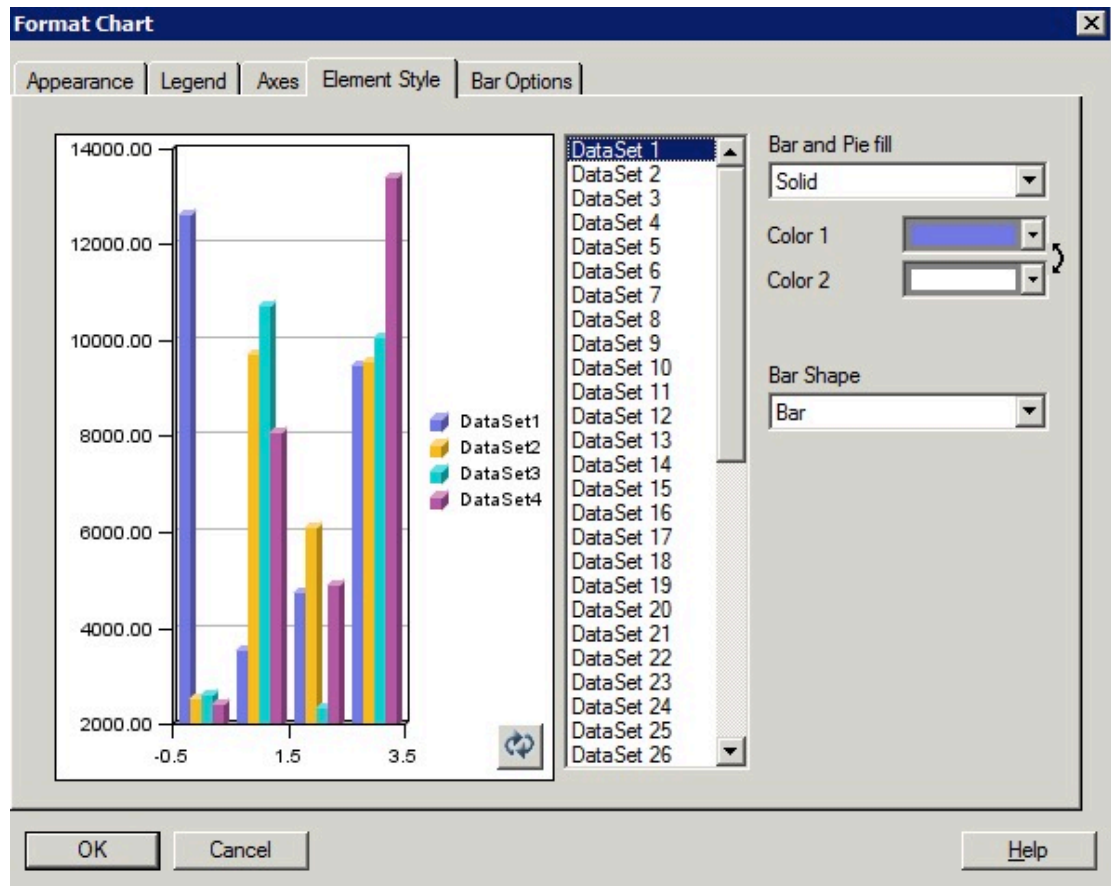 Format Chart
Appearance
Legend
Axes
Element Style
Bar Options
14000.00
12000.00
10000.00
8000.00
6000.00
4000.00
2000.00
-0.5
1.5
3.5
DataSet1
DataSet2
DataSet3
DataSet4
DataSet 1
DataSet 2
DataSet 3
DataSet 4
DataSet 5
DataSet 6
DataSet 7
DataSet 8
DataSet 9
DataSet 10
DataSet 11
DataSet 12
DataSet 13
DataSet 14
DataSet 15
DataSet 16
DataSet 17
DataSet 18
DataSet 19
DataSet 20
DataSet 21
DataSet 22
DataSet 23
DataSet 24
DataSet 25
DataSet 26
Bar and Pie fill
Solid
Color 1
Color 2
Bar Shape
Bar
OK
Cancel
Help